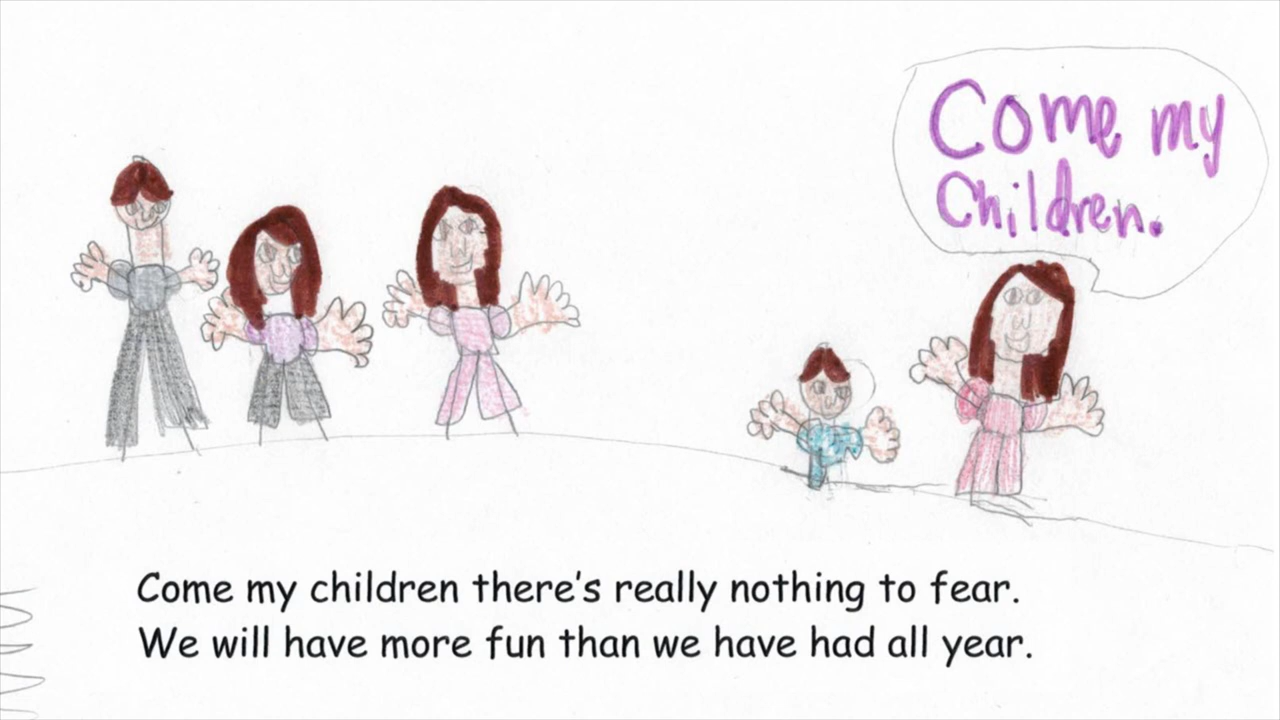 Come my
Children.
Come my children there's really nothing to fear.
We will have more fun than we have had all year.